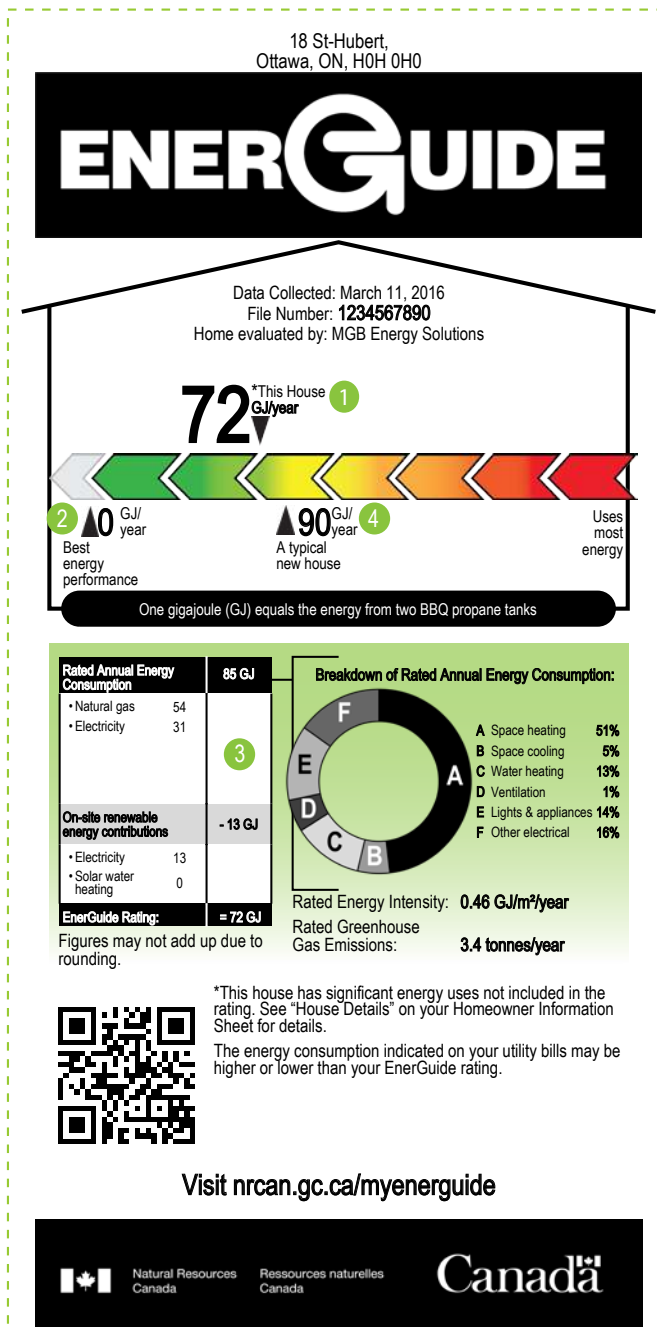 18 St-Hubert,
Ottawa, ON, H0H 0H0
ENERGUIDE
Data Collected: March 11, 2016
File Number: 1234567890
Home evaluated by: MGB Energy Solutions
72 *This House 1
GJ/year
2 0 GJ/
year
Best
energy
performance
90 GJ/
year 4
A typical
new house
Uses
most
energy
One gigajoule (GJ) equals the energy from two BBQ propane tanks
Rated Annual Energy
Consumption 85 GJ
• Natural gas 54
• Electricity 31
3
On-site renewable
energy contributions - 13 GJ
• Electricity 13
• Solar water
heating 0
EnerGuide Rating: = 72 GJ
Figures may not add up due to
rounding.
Breakdown of Rated Annual Energy Consumption:
F
E
D
C
B
A
A Space heating 51%
B Space cooling 5%
C Water heating 13%
D Ventilation 1%
E Lights & appliances 14%
F Other electrical 16%
Rated Energy Intensity: 0.46 GJ/m²/year
Rated Greenhouse
Gas Emissions: 3.4 tonnes/year
*This house has significant energy uses not included in the
rating. See “House Details” on your Homeowner Information
Sheet for details.
The energy consumption indicated on your utility bills may be
higher or lower than your EnerGuide rating.
Visit nrcan.gc.ca/myenerguide
Natural Resources
Canada
Ressources naturelles
Canada
Canada